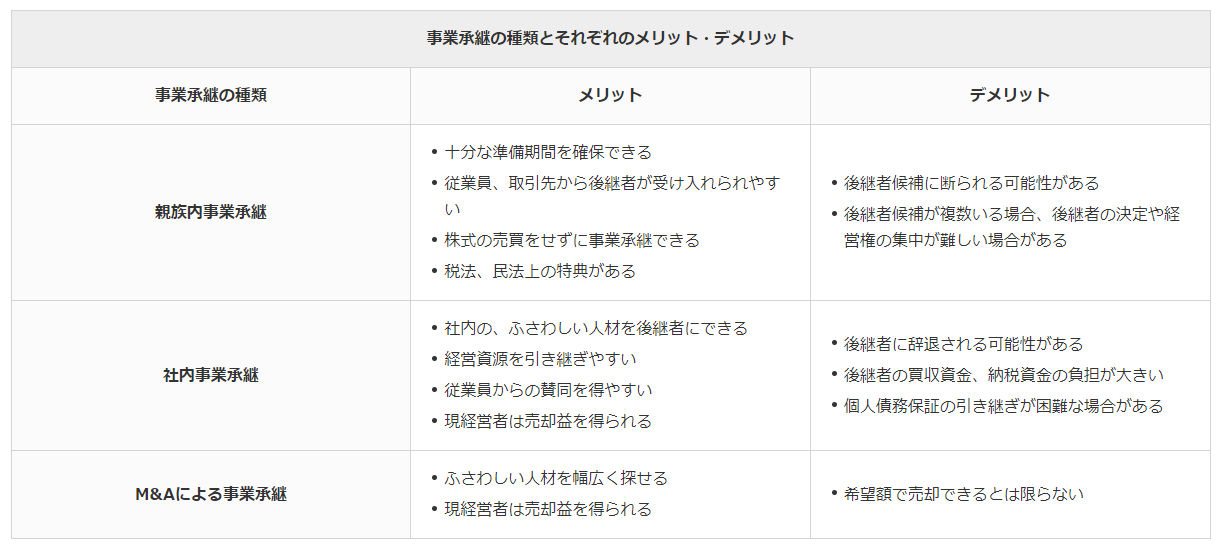 事業承継の種類とそれぞれのメリット・デメリット
事業承継の種類
メリット
デメリット
親族内事業承継
• 十分な準備期間を確保できる
• 従業員、取引先から後継者が受け入れられやす
い
• 株式の売買をせずに事業承継できる
• 税法、民法上の特典がある
• 後継者候補に断られる可能性がある
• 後継者候補が複数いる場合、後継者の決定や経
営権の集中が難しい場合がある
社内事業承継
• 社内の、ふさわしい人材を後継者にできる
• 経営資源を引き継ぎやすい
• 従業員からの賛同を得やすい
• 現経営者は売却益を得られる
• 後継者に辞退される可能性がある
• 後継者の買収資金、納税資金の負担が大きい
• 個人債務保証の引き継ぎが困難な場合がある
M&Aによる事業承継
• ふさわしい人材を幅広く探せる
• 現経営者は売却益を得られる
• 希望額で売却できるとは限らない